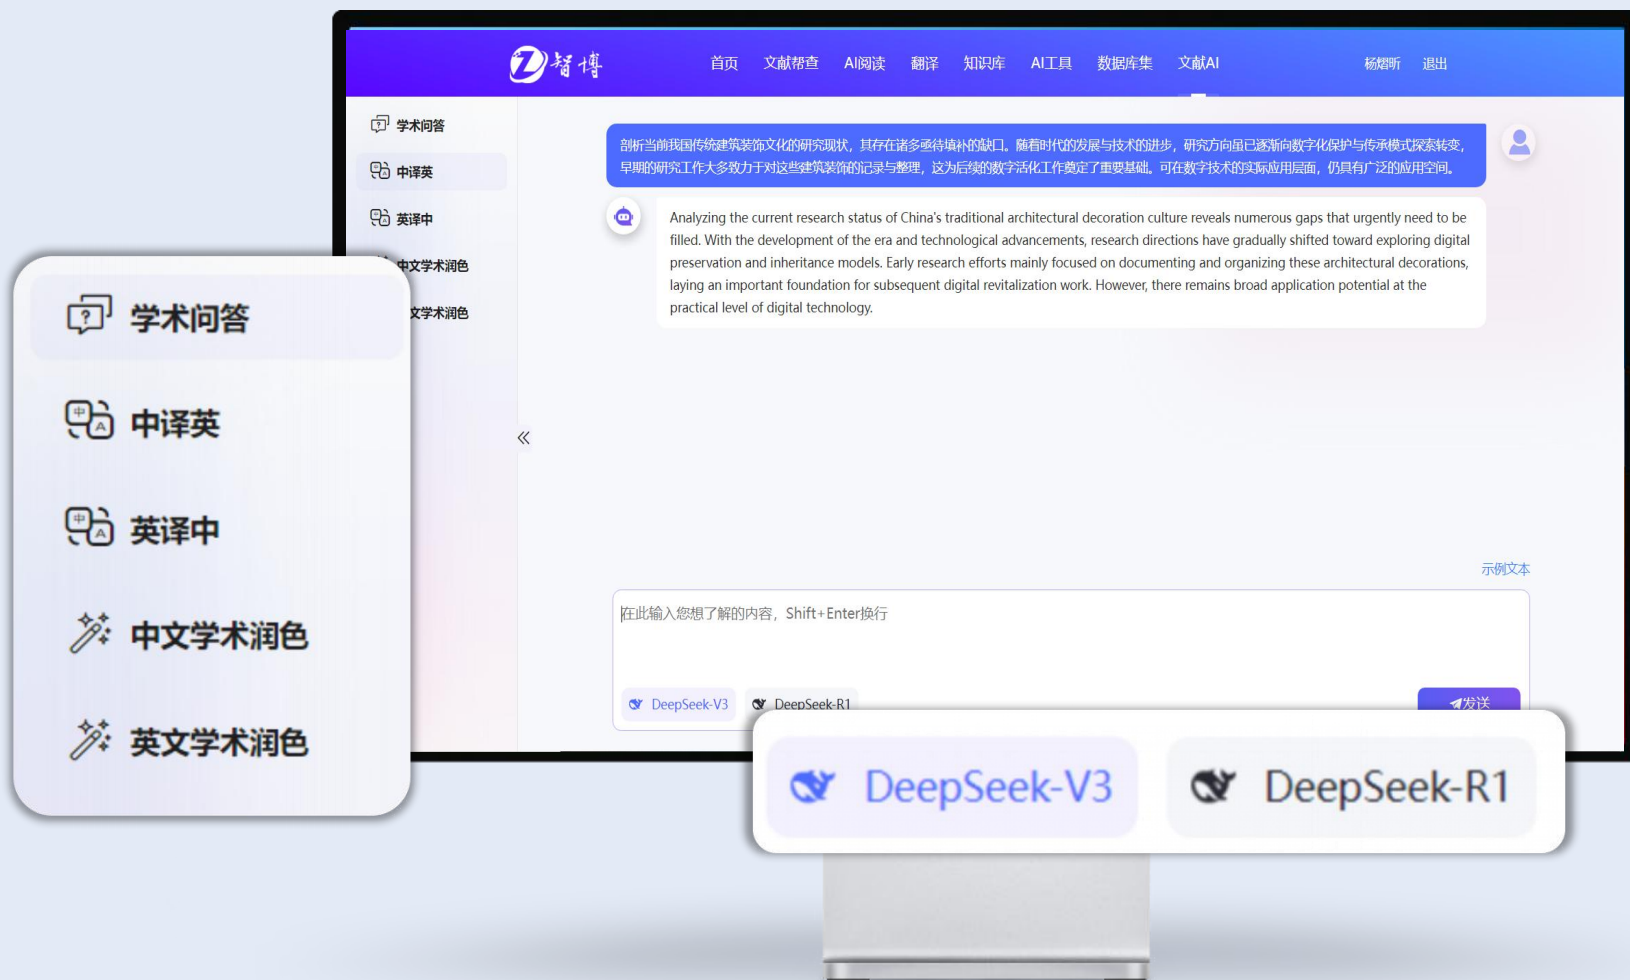 智博
首页 文献帮查 AI阅读 翻译 知识库 AI工具 数据库集 文献AI 杨熠昕 退出
学术问答
中译英
英译中
中文学术润色
文学术润色
剖析当前我国传统建筑装饰文化的研究现状，其存在诸多亟待填补的缺口。随着时代的发展与技术的进步，研究方向虽已逐渐向数字化保护与传承模式探索转变，
早期的研究工作大多致力于对这些建筑装饰的记录与整理，这为后续的数字活化工作奠定了重要基础。可在数字技术的实际应用层面，仍具有广泛的应用空间。
Analyzing the current research status of China's traditional architectural decoration culture reveals numerous gaps that urgently need to be
filled. With the development of the era and technological advancements, research directions have gradually shifted toward exploring digital
preservation and inheritance models. Early research efforts mainly focused on documenting and organizing these architectural decorations,
laying an important foundation for subsequent digital revitalization work. However, there remains broad application potential at the
practical level of digital technology.
示例文本
在此输入您想了解的内容，Shift+Enter换行
DeepSeek-V3 DeepSeek-R1 发送
学术问答
中译英
英译中
中文学术润色
英文学术润色
DeepSeek-V3 DeepSeek-R1